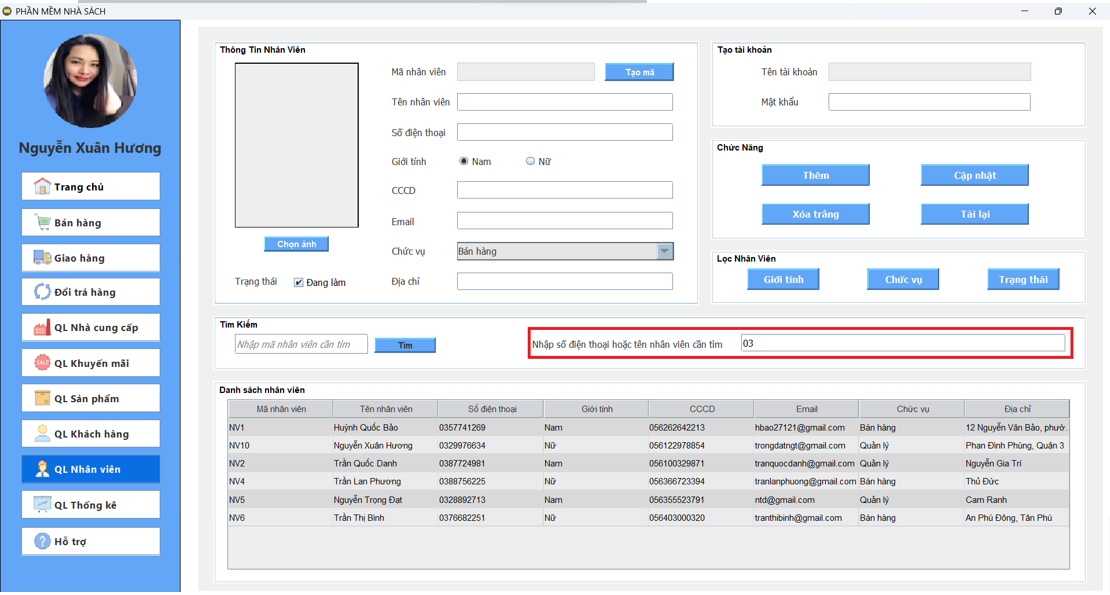 PHẦN MỀM NHÀ SÁCH
Nguyễn Xuân Hương
Trang chủ
Bán hàng
Giao hàng
Đổi trả hàng
QL Nhà cung cấp
SALE
QL Khuyến mãi
QL Sản phẩm
QL Khách hàng
QL Nhân viên
QL Thống kê
Hỗ trợ
Thông Tin Nhân Viên
Mã nhân viên
Tạo mã
Tên nhân viên
Số điện thoại
Giới tính Nam Nữ
CCCD
Email
Chọn ảnh
Chức vụ Bán hàng
Trạng thái Đang làm
Địa chỉ
Tạo tài khoản
Tên tài khoản
Mật khẩu
Chức Năng
Thêm Cập nhật
Xóa trắng Tải lại
Lọc Nhân Viên
Giới tính Chức vụ Trạng thái
Tìm Kiếm
Nhập mã nhân viên cần tìm Tìm Nhập số điện thoại hoặc tên nhân viên cần tìm 03
Danh sách nhân viên
Mã nhân viên Tên nhân viên Số điện thoại Giới tính CCCD Email Chức vụ Địa chỉ
NV1 Huỳnh Quốc Bảo 0357741269 Nam 056262642213 hbao27121@gmail.com Bán hàng 12 Nguyễn Văn Bảo, phườ...
NV10 Nguyễn Xuân Hương 0329976634 Nữ 056122978854 trongdatngt@gmail.com Quản lý Phan Đình Phùng, Quận 3
NV2 Trần Quốc Danh 0387724981 Nam 056100329871 tranquocdanh@gmail.com Quản lý Nguyễn Gia Trí
NV4 Trần Lan Phương 0388756225 Nữ 056366723394 tranlanphuong@gmail.com Bán hàng Thủ Đức
NV5 Nguyễn Trọng Đạt 0328892713 Nam 056355523791 ntd@gmail.com Quản lý Cam Ranh
NV6 Trần Thị Bình 0376682251 Nữ 056403000320 tranthibinh@gmail.com Bán hàng An Phú Đông, Tân Phú